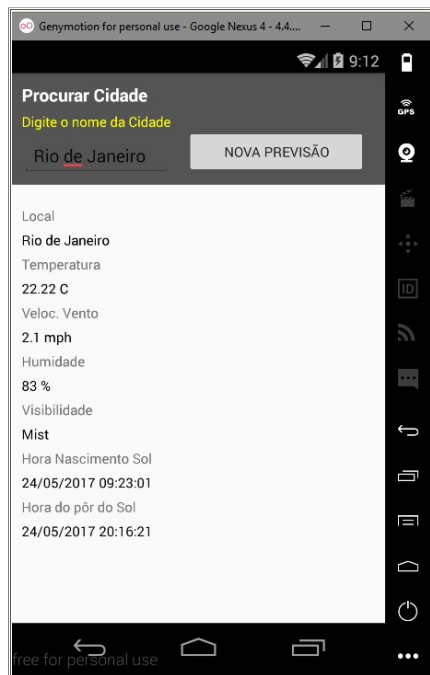 Genymotion for personal use - Google Nexus 4 - 4.4....
9:12
GPS
Procurar Cidade
Digite o nome da Cidade
Rio de Janeiro
NOVA PREVISÃO
Local
Rio de Janeiro
Temperatura
22.22 C
Veloc. Vento
2.1 mph
Humidade
83 %
Visibilidade
Mist
Hora Nascimento Sol
24/05/2017 09:23:01
Hora do pôr do Sol
24/05/2017 20:16:21
ID
free for personal use